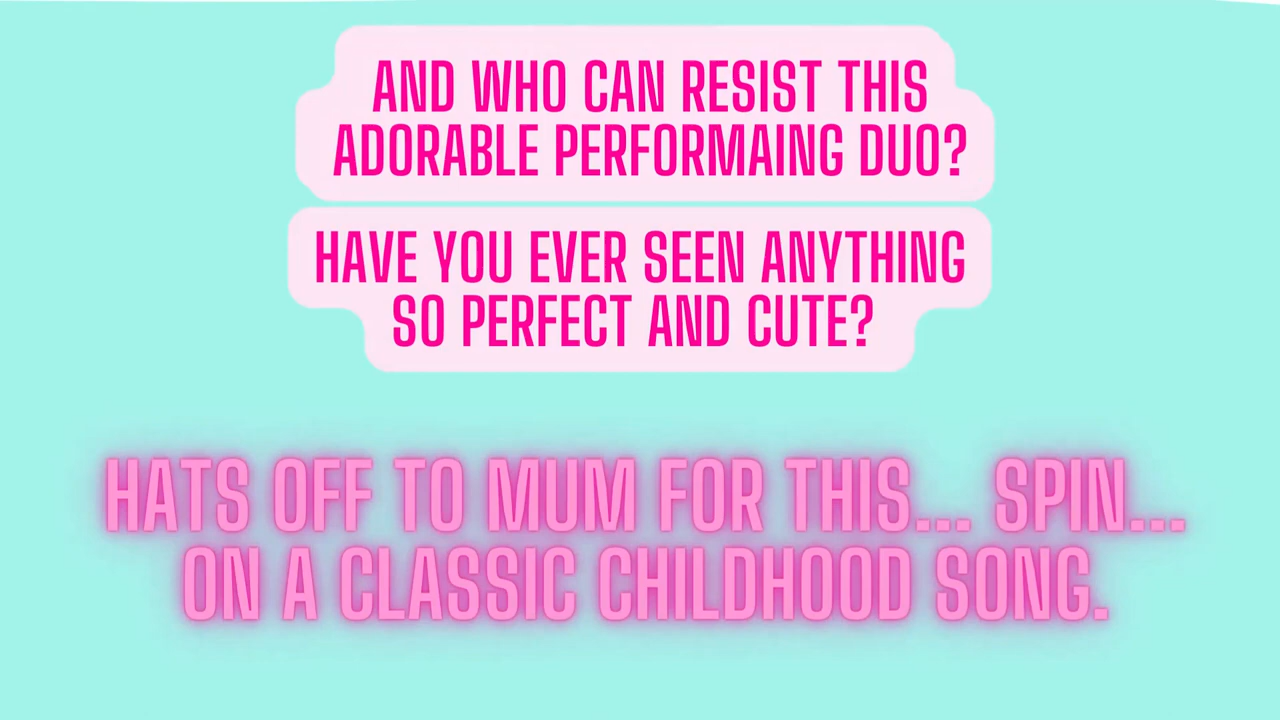 AND WHO CAN RESIST THIS
ADORABLE PERFORMAING DUO?
HAVE YOU EVER SEEN ANYTHING
SO PERFECT AND CUTE?
HATS OFF TO MUM FOR THIS... SPIN...
ON A CLASSIC CHILDHOOD SONG.